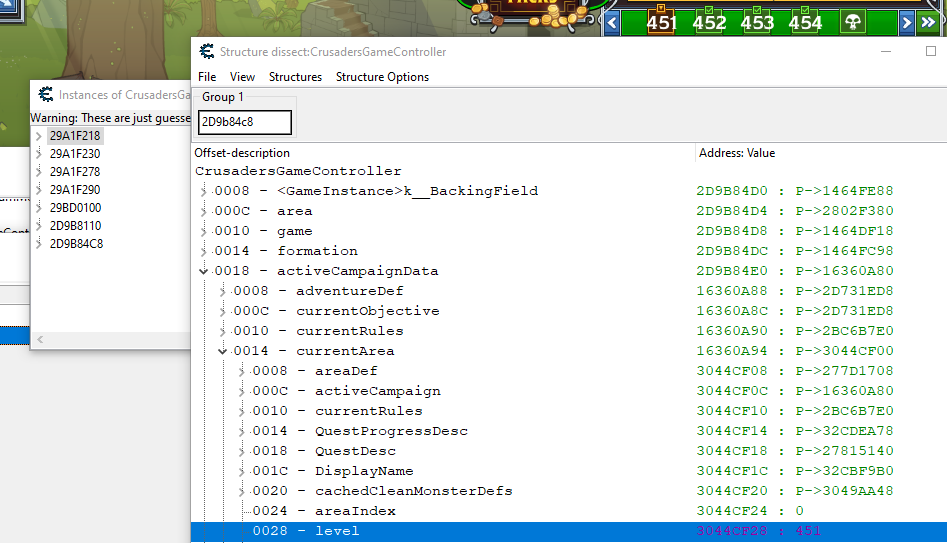 PACKS
451 452 453 454
Structure dissect:CrusadersGameController
File View Structures Structure Options
Group 1
2D9b84c8
Instances of CrusadersGa
Warning: These are just guesse
29A1F218
29A1F230
29A1F278
29A1F290
29BD0100
2D9B8110
2D9B84C8
Offset-description Address: Value
CrusadersGameController
0008 - <GameInstance>k__BackingField 2D9B84D0 : P->1464FE88
000C - area 2D9B84D4 : P->2802F380
0010 - game 2D9B84D8 : P->1464DF18
0014 - formation 2D9B84DC : P->1464FC98
0018 - activeCampaignData 2D9B84E0 : P->16360A80
0008 - adventureDef 16360A88 : P->2D731ED8
000C - currentObjective 16360A8C : P->2D731ED8
0010 - currentRules 16360A90 : P->2BC6B7E0
0014 - currentArea 16360A94 : P->3044CF00
0008 - areaDef 3044CF08 : P->277D1708
000C - activeCampaign 3044CF0C : P->16360A80
0010 - currentRules 3044CF10 : P->2BC6B7E0
0014 - QuestProgressDesc 3044CF14 : P->32CDEA78
0018 - QuestDesc 3044CF18 : P->27815140
001C - DisplayName 3044CF1C : P->32CBF9B0
0020 - cachedCleanMonsterDefs 3044CF20 : P->3049AA48
0024 - areaIndex 3044CF24 : 0
0028 - level 3044CF28 : 451